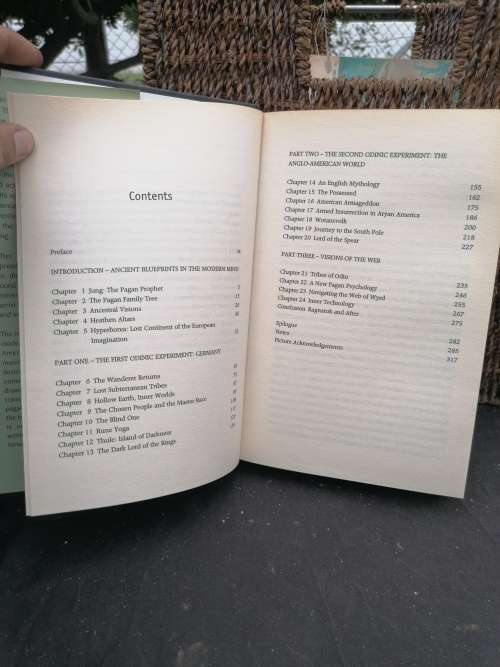 Contents
Preface
INTRODUCTION – ANCIENT BLUEPRINTS IN THE MODERN MIND
Chapter 1 Jung: The Pagan Prophet
Chapter 2 The Pagan Family Tree
Chapter 3 Ancestral Visions
Chapter 4 Heathen Altars
Chapter 5 Hyperborea: Lost Continent of the European
Imagination
PART ONE – THE FIRST ODINIC EXPERIMENT: GERMANY
Chapter 6 The Wanderer Returns
Chapter 7 Lost Subterranean Tribes
Chapter 8 Hollow Earth, Inner Worlds
Chapter 9 The Chosen People and the Master Race
Chapter 10 The Blind One
Chapter 11 Rune Yoga
Chapter 12 Thule: Island of Darkness
Chapter 13 The Dark Lord of the Rings
PART TWO – THE SECOND ODINIC EXPERIMENT: THE
ANGLO-AMERICAN WORLD
Chapter 14 An English Mythology 155
Chapter 15 The Possessed 162
Chapter 16 American Armageddon 175
Chapter 17 Armed Insurrection in Aryan America 186
Chapter 18 Wotansvolk 200
Chapter 19 Journey to the South Pole 218
Chapter 20 Lord of the Spear 227
PART THREE – VISIONS OF THE WEB
Chapter 21 Tribes of Odin 235
Chapter 22 A New Pagan Psychology 246
Chapter 23 Navigating the Web of Wyrd 255
Chapter 24 Inner Technology 267
Conclusion Ragnarok and After 275
Epilogue 282
Notes 285
Picture Acknowledgements 317